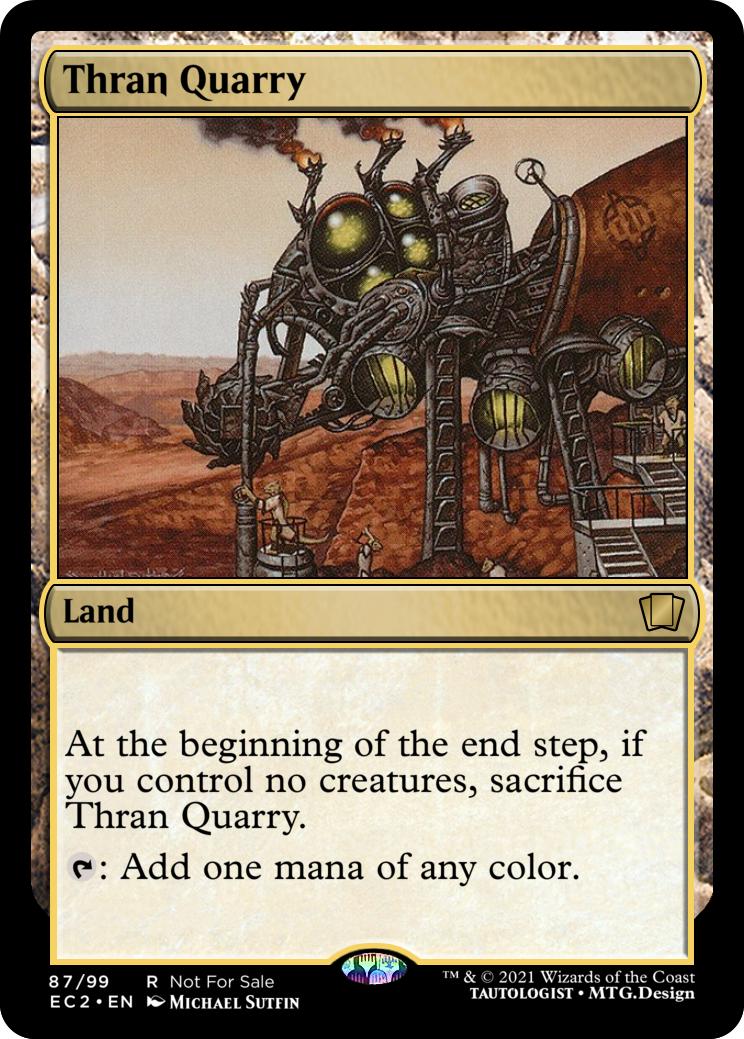 Thran Quarry
Land
At the beginning of the end step, if
you control no creatures, sacrifice
Thran Quarry.
: Add one mana of any color.
87/99 R Not For Sale
EC2 • EN Michael Sutfin
™ & © 2021 Wizards of the Coast
TAUTOLOGIST • MTG.Design